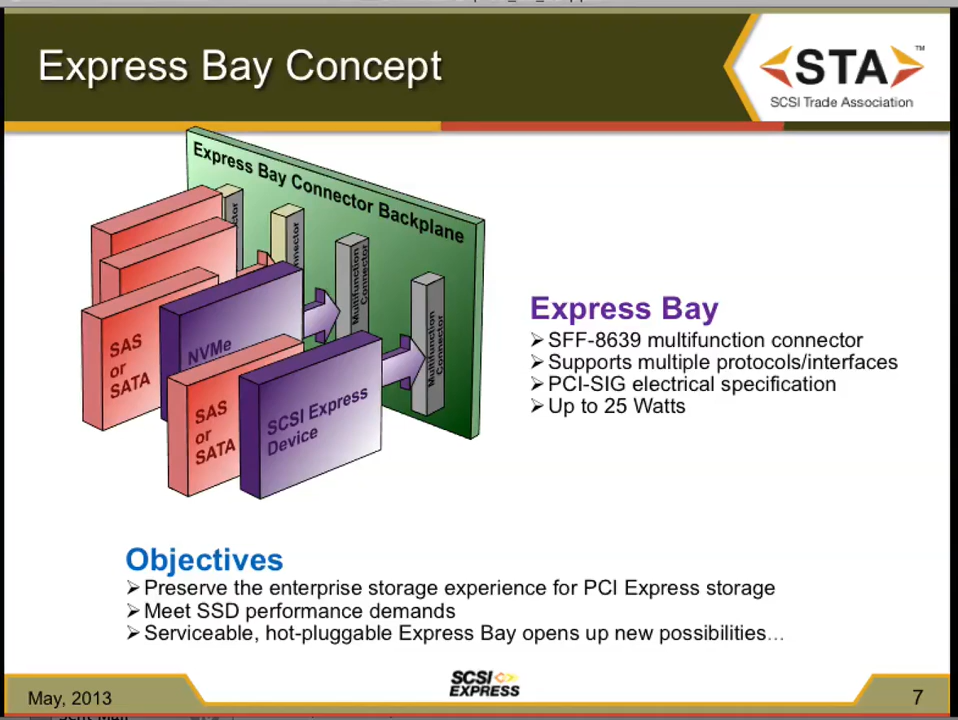 Express Bay Concept
STA™
SCSI Trade Association
Express Bay Connector Backplane
Multifunction
Connector
Multifunction
Connector
SAS
or
SATA
NVMe
SAS
or
SATA
SCSI Express
Device
Express Bay
➢SFF-8639 multifunction connector
➢Supports multiple protocols/interfaces
➢PCI-SIG electrical specification
➢Up to 25 Watts
Objectives
➢Preserve the enterprise storage experience for PCI Express storage
➢Meet SSD performance demands
➢Serviceable, hot-pluggable Express Bay opens up new possibilities…
May, 2013
SCSI
EXPRESS
7